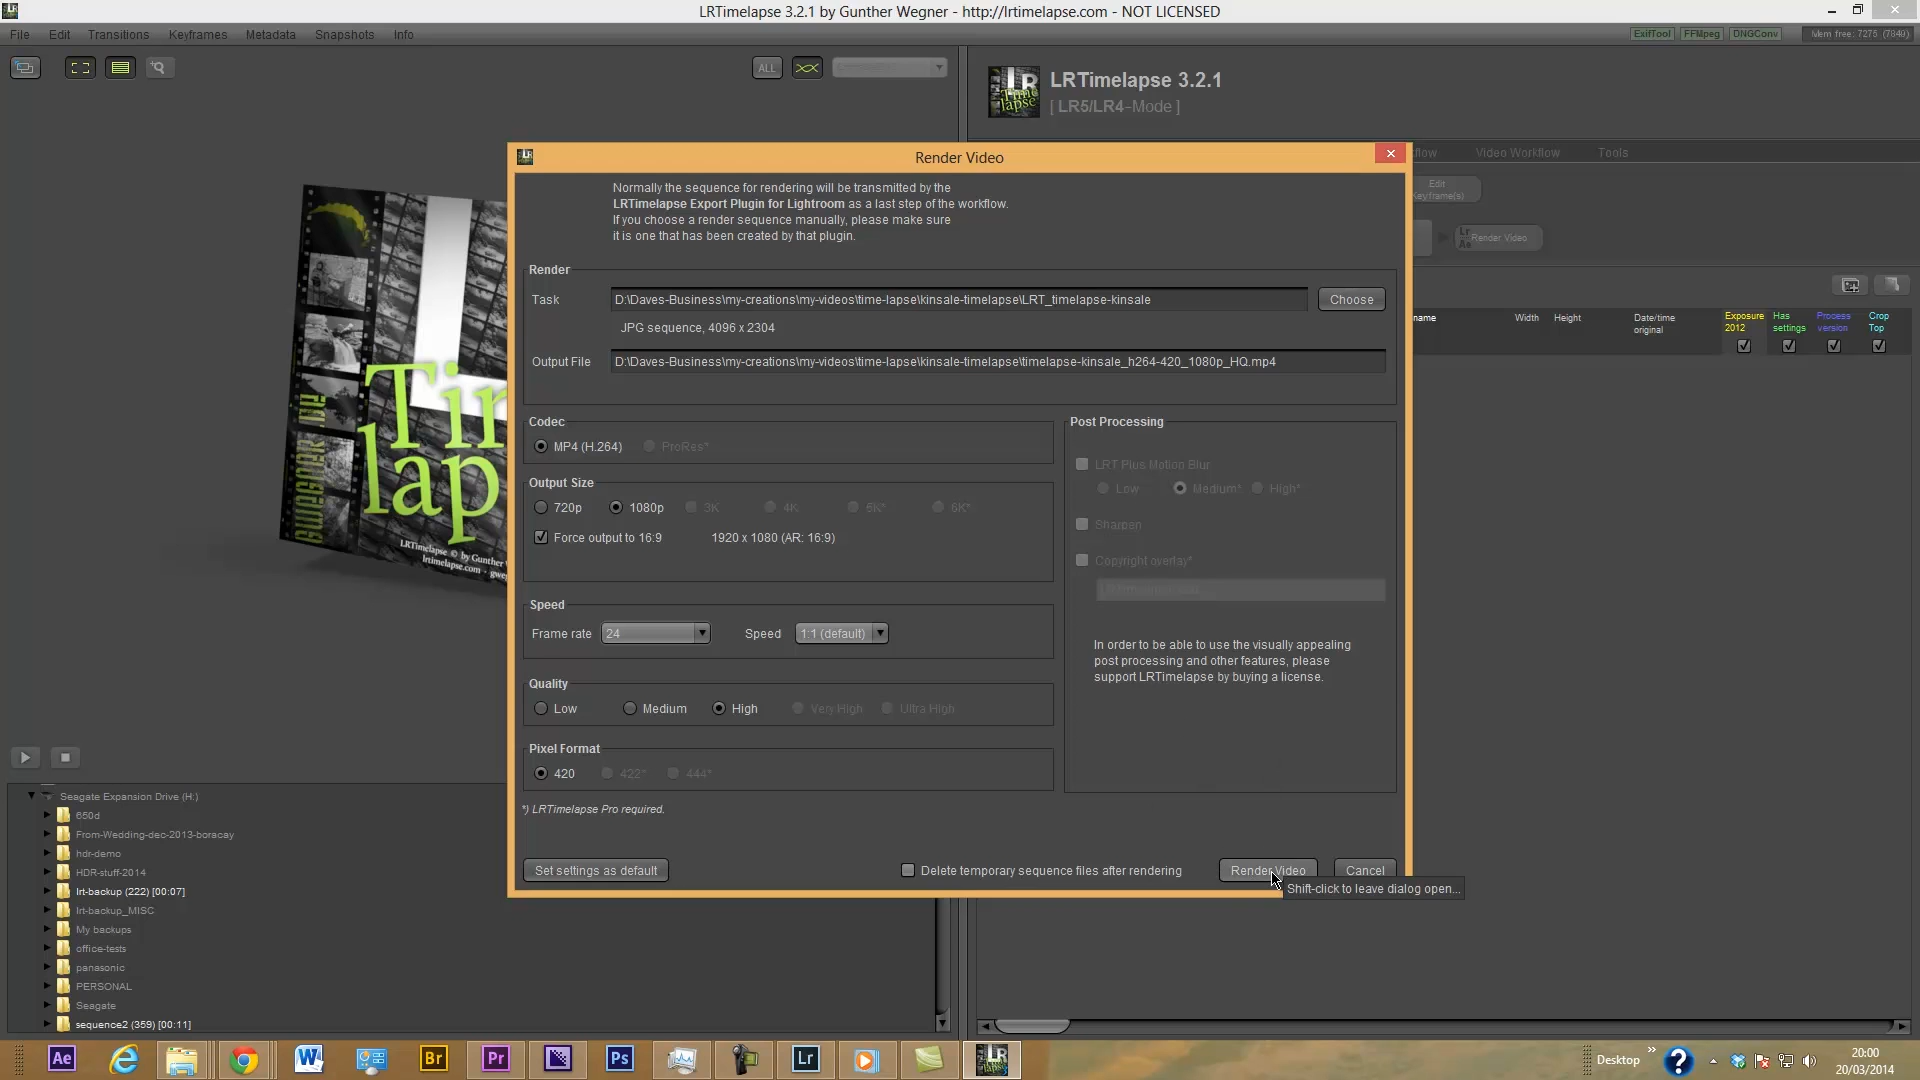 LRTimelapse 3.2.1 by Gunther Wegner - http://lrtimelapse.com - NOT LICENSED
File Edit Transitions Keyframes Metadata Snapshots Info
ExifTool FFMpeg DNGConv Mem free: 7275 (7849)
ALL
LRTimelapse 3.2.1
[ LR5/LR4-Mode ]
Video Workflow Tools
Edit
Keyframe(s)
Render Video
name Width Height Date/time original Exposure 2012 Has settings Process version Crop Top
Render Video
Normally the sequence for rendering will be transmitted by the
LRTimelapse Export Plugin for Lightroom as a last step of the workflow.
If you choose a render sequence manually, please make sure
it is one that has been created by that plugin.
Render
Task D:\Daves-Business\my-creations\my-videos\time-lapse\kinsale-timelapse\LRT_timelapse-kinsale Choose
JPG sequence, 4096 x 2304
Output File D:\Daves-Business\my-creations\my-videos\time-lapse\kinsale-timelapse\timelapse-kinsale_h264-420_1080p_HQ.mp4
Codec
MP4 (H.264) ProRes*
Output Size
720p 1080p 3K 4K 5K* 6K*
Force output to 16:9 1920 x 1080 (AR: 16:9)
Speed
Frame rate 24 Speed 1:1 (default)
Quality
Low Medium High Very High Ultra High
Pixel Format
420 422* 444*
*) LRTimelapse Pro required.
Post Processing
LRT Plus Motion Blur
Low Medium* High*
Sharpen
Copyright overlay*
In order to be able to use the visually appealing
post processing and other features, please
support LRTimelapse by buying a license.
Set settings as default Delete temporary sequence files after rendering Render Video Cancel
Shift-click to leave dialog open...
Seagate Expansion Drive (H:)
650d
From-Wedding-dec-2013-boracay
hdr-demo
HDR-stuff-2014
lrt-backup (222) [00:07]
lrt-backup_MISC
My backups
office-tests
panasonic
PERSONAL
Seagate
sequence2 (359) [00:11]
Ae Br Pr Ps Lr
Desktop
20:00
20/03/2014